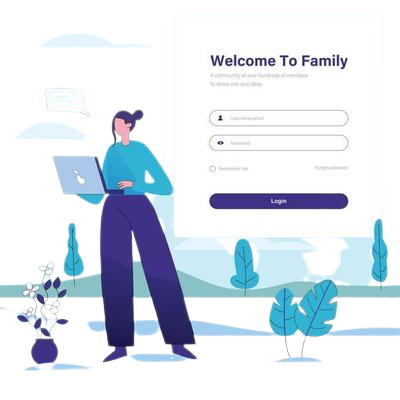 Welcome To Family
A community of over hundreds of members
To share arts and ideas
Username/email
Password
Remember me
Forget password
Login